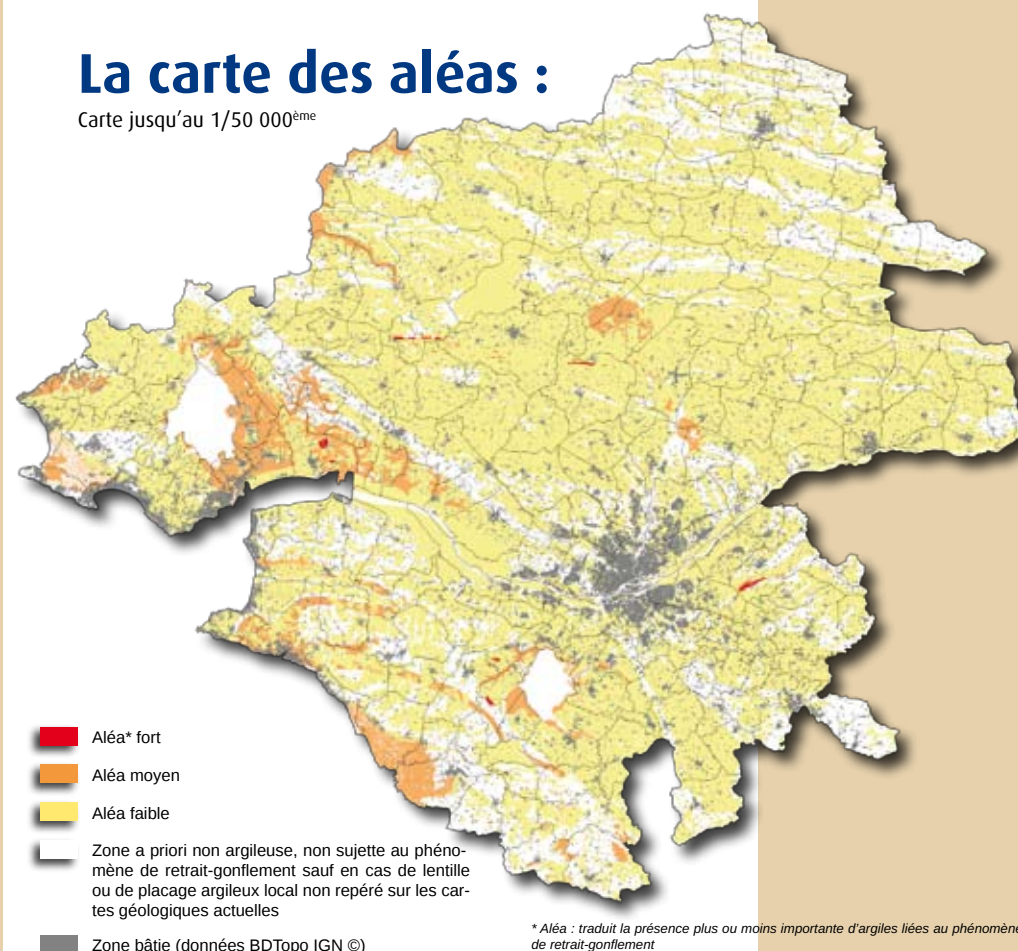 La carte des aléas :
Carte jusqu'au 1/50 000ème
Aléa* fort
Aléa moyen
Aléa faible
Zone a priori non argileuse, non sujette au phéno-
mène de retrait-gonflement sauf en cas de lentille
ou de placage argileux local non repéré sur les car-
tes géologiques actuelles
Zone bâtie (données BDTopo IGN ©)
* Aléa : traduit la présence plus ou moins importante d'argiles liées au phénomène
de retrait-gonflement